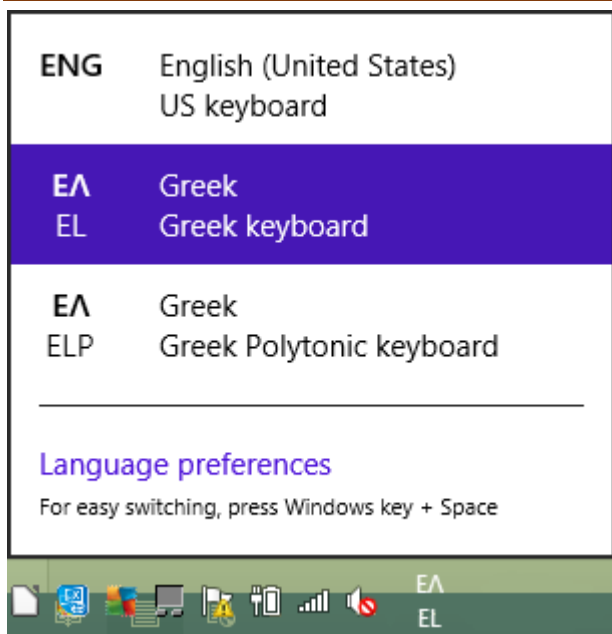 ENG English (United States)
US keyboard
ΕΛ Greek
EL Greek keyboard
ΕΛ Greek
ELP Greek Polytonic keyboard
Language preferences
For easy switching, press Windows key + Space
ΕΛ
EL